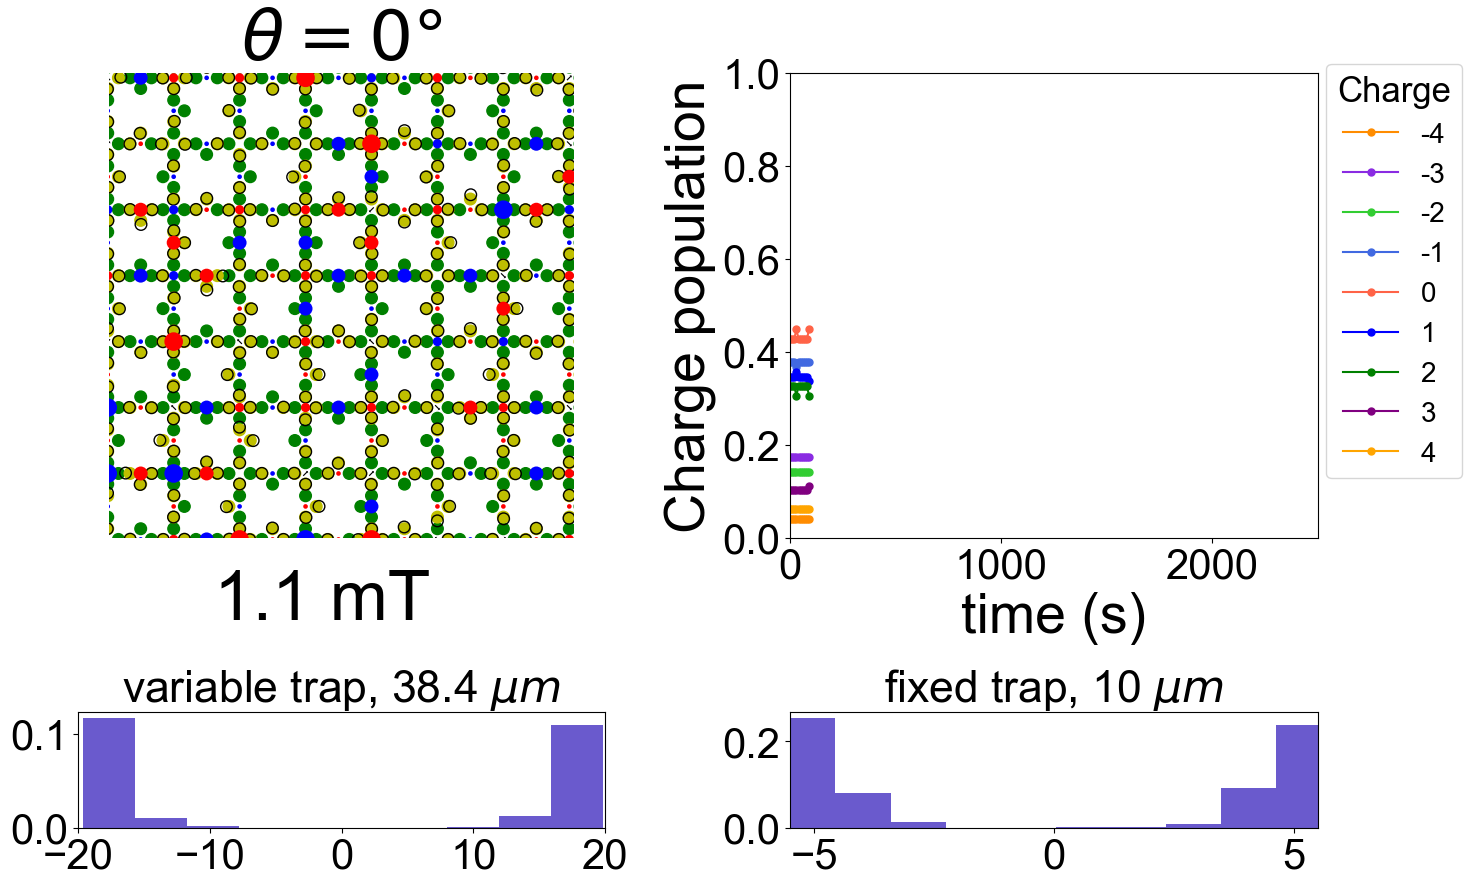 θ = 0°
1.1 mT
Charge population
1.0
0.8
0.6
0.4
0.2
0.0
0 1000 2000
time (s)
Charge
-4
-3
-2
-1
0
1
2
3
4
variable trap, 38.4 μm
0.1
0.0
−20 −10 0 10 20
fixed trap, 10 μm
0.2
0.0
−5 0 5